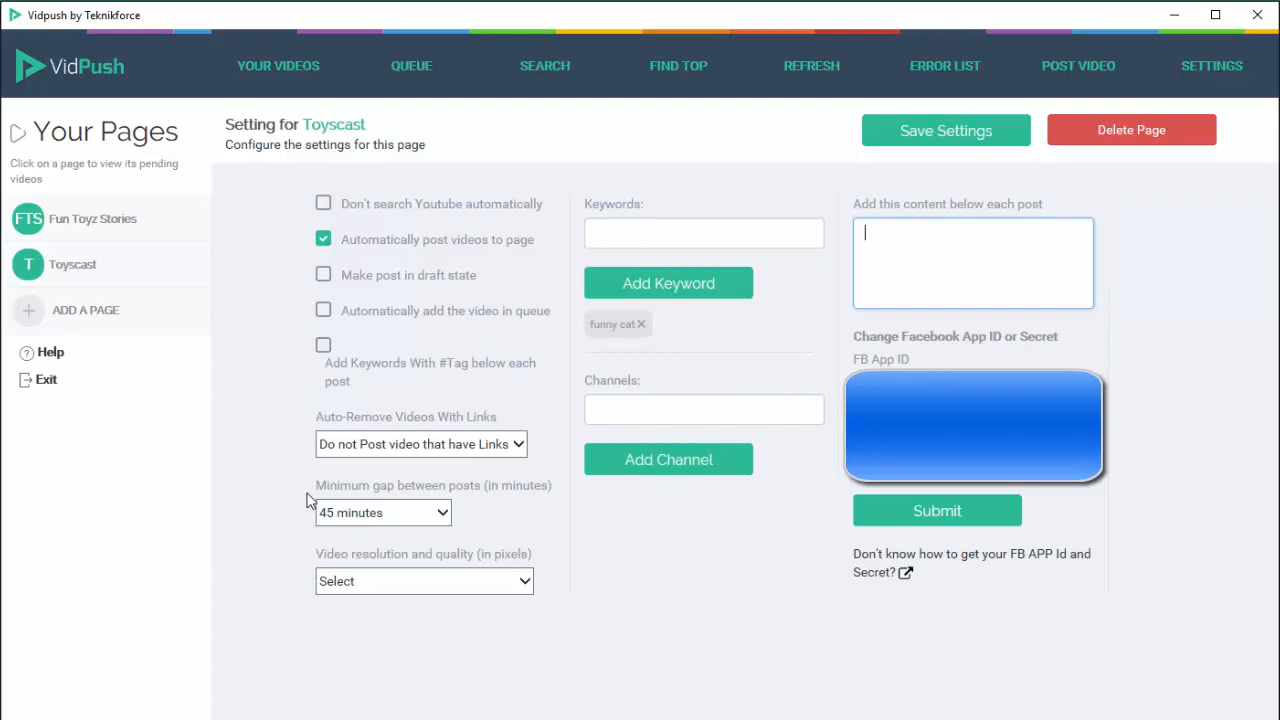 Vidpush by Teknikforce
VidPush
YOUR VIDEOS
QUEUE
SEARCH
FIND TOP
REFRESH
ERROR LIST
POST VIDEO
SETTINGS
Your Pages
Click on a page to view its pending
videos
FTS Fun Toyz Stories
T Toyscast
ADD A PAGE
? Help
Exit
Setting for Toyscast
Configure the settings for this page
Save Settings
Delete Page
Don't search Youtube automatically
Automatically post videos to page
Make post in draft state
Automatically add the video in queue
Add Keywords With #Tag below each
post
Auto-Remove Videos With Links
Do not Post video that have Links
Minimum gap between posts (in minutes)
45 minutes
Video resolution and quality (in pixels)
Select
Keywords:
Add Keyword
funny cat
Channels:
Add Channel
Add this content below each post
Change Facebook App ID or Secret
FB App ID
Submit
Don't know how to get your FB APP Id and
Secret?